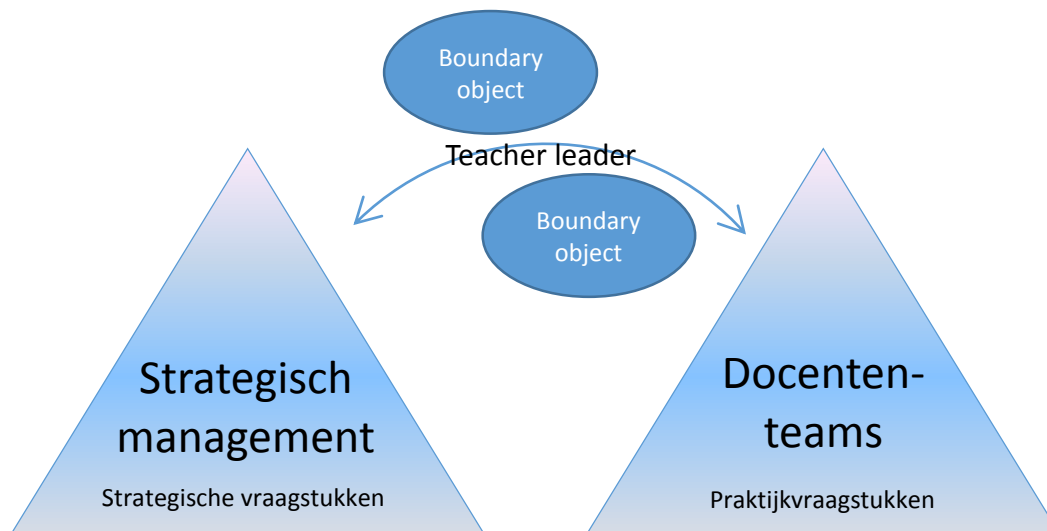 Boundary
object
Teacher leader
Boundary
object
Strategisch
management
Strategische vraagstukken
Docenten-
teams
Praktijkvraagstukken